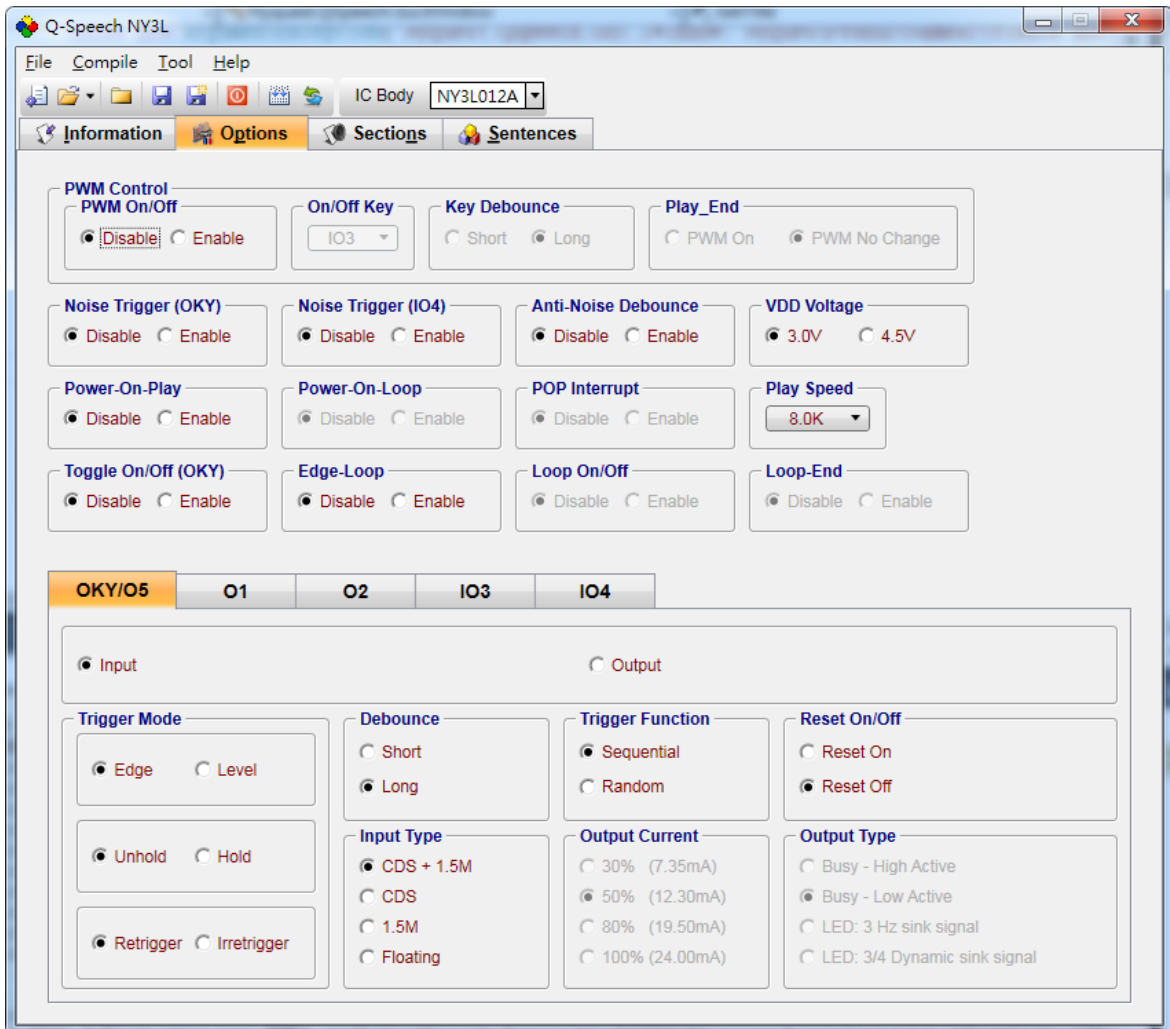 Q-Speech NY3L
File Compile Tool Help
IC Body NY3L012A
Information Options Sections Sentences
PWM Control
PWM On/Off On/Off Key Key Debounce Play_End
Disable Enable IO3 Short Long PWM On PWM No Change
Noise Trigger (OKY) Noise Trigger (IO4) Anti-Noise Debounce VDD Voltage
Disable Enable Disable Enable Disable Enable 3.0V 4.5V
Power-On-Play Power-On-Loop POP Interrupt Play Speed
Disable Enable Disable Enable Disable Enable 8.0K
Toggle On/Off (OKY) Edge-Loop Loop On/Off Loop-End
Disable Enable Disable Enable Disable Enable Disable Enable
OKY/O5 O1 O2 IO3 IO4
Input Output
Trigger Mode Debounce Trigger Function Reset On/Off
Short Sequential Reset On
Edge Level
Long Random Reset Off
Input Type Output Current Output Type
Unhold Hold CDS + 1.5M 30% (7.35mA) Busy - High Active
CDS 50% (12.30mA) Busy - Low Active
1.5M 80% (19.50mA) LED: 3 Hz sink signal
Retrigger Irretrigger
Floating 100% (24.00mA) LED: 3/4 Dynamic sink signal